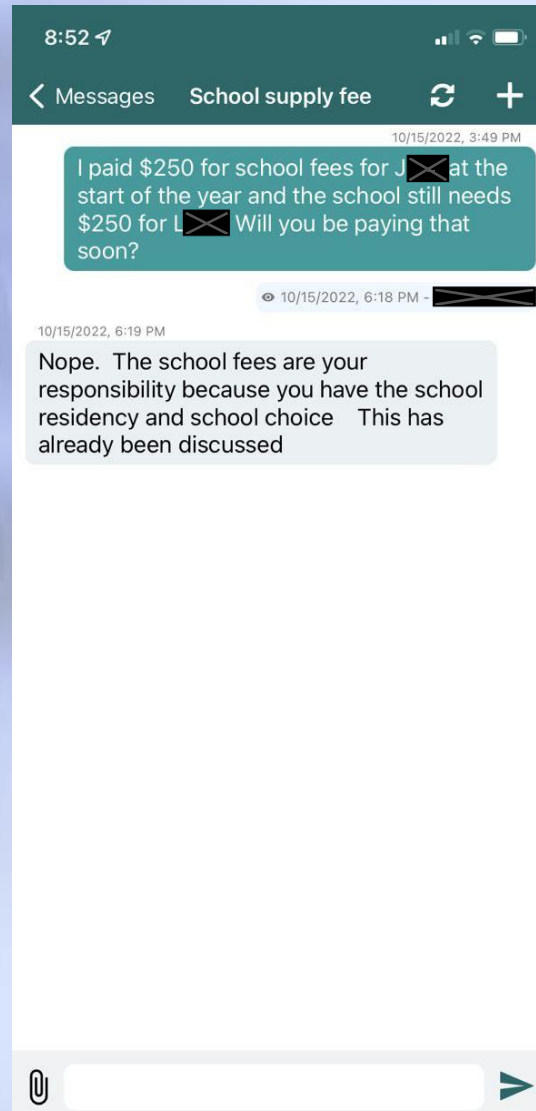 8:52
Messages School supply fee
10/15/2022, 3:49 PM
I paid $250 for school fees for J at the
start of the year and the school still needs
$250 for L Will you be paying that
soon?
10/15/2022, 6:18 PM -
10/15/2022, 6:19 PM
Nope. The school fees are your
responsibility because you have the school
residency and school choice This has
already been discussed